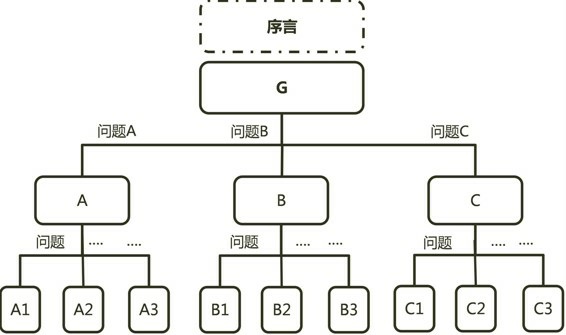 序言
G
问题A 问题B 问题C
A B C
问题 .... .... 问题 .... .... 问题 .... ....
A1 A2 A3 B1 B2 B3 C1 C2 C3